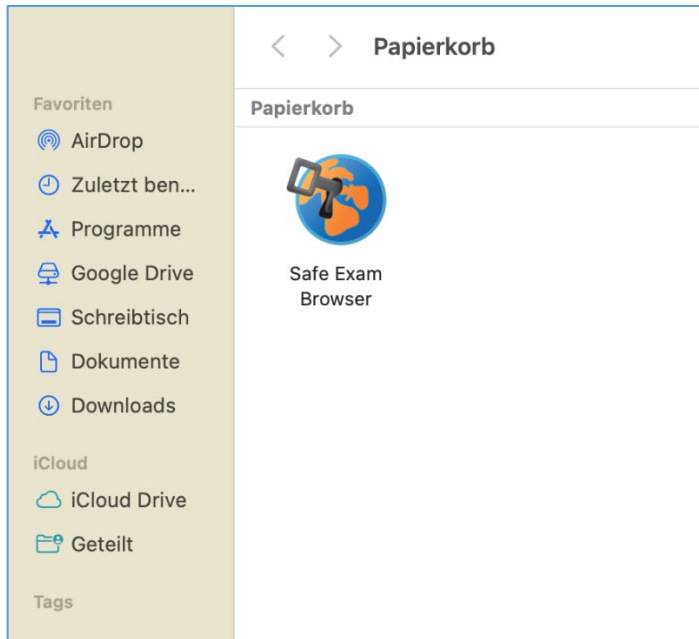 Papierkorb
Favoriten
AirDrop
Zuletzt ben...
Programme
Google Drive
Schreibtisch
Dokumente
Downloads
iCloud
iCloud Drive
Geteilt
Tags
Papierkorb
Safe Exam
Browser